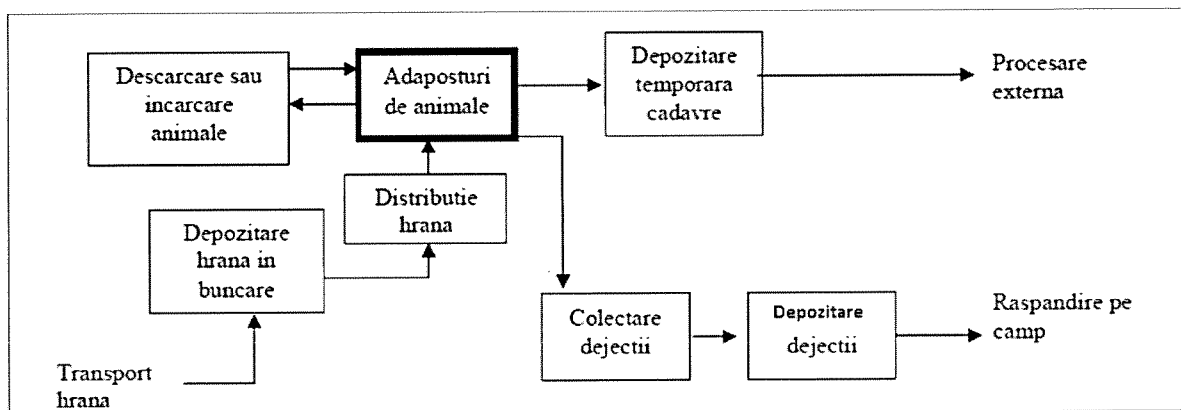 Descarcare sau
incarcare
animale
Adaposturi
de animale
Depozitare
temporara
cadavre
Procesare
externa
Distributie
hrana
Depozitare
hrana in
buncare
Transport
hrana
Colectare
dejectii
Depozitare
dejectii
Raspandire pe
camp